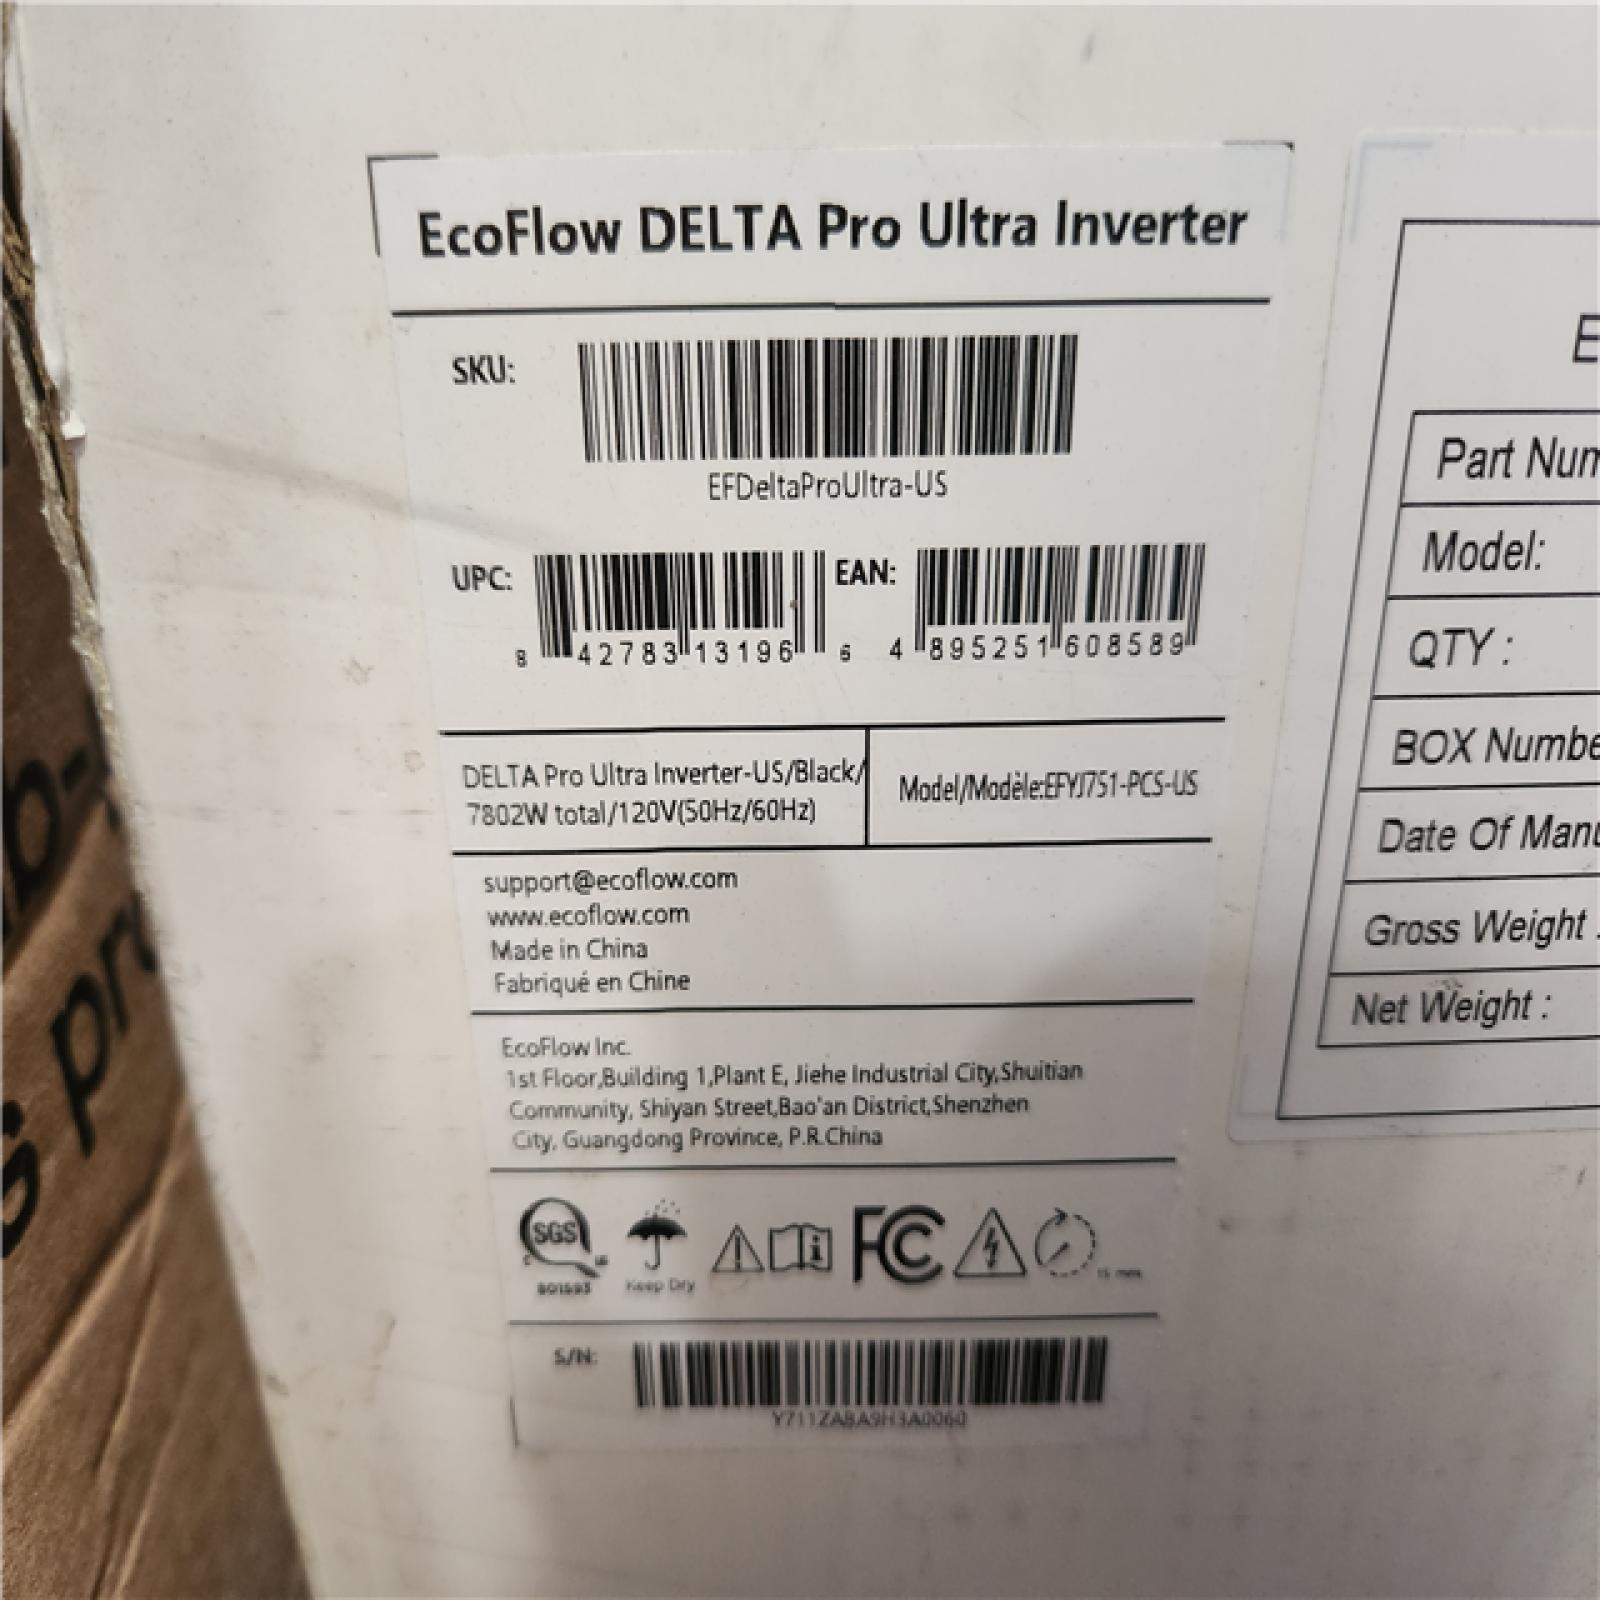 EcoFlow DELTA Pro Ultra Inverter
SKU:
EFDeltaProUltra-US
UPC:
8 42783 13196 6
EAN:
4 895251 608589
DELTA Pro Ultra Inverter-US/Black/
7802W total/120V(50Hz/60Hz)
Model/Modèle:EFYJ751-PCS-US
support@ecoflow.com
www.ecoflow.com
Made in China
Fabriqué en Chine
EcoFlow Inc.
1st Floor,Building 1,Plant E, Jiehe Industrial City,Shuitian
Community, Shiyan Street,Bao'an District,Shenzhen
City, Guangdong Province, P.R.China
SGS
Keep Dry
FC
S/N:
Part Num
Model:
QTY :
BOX Numbe
Date Of Manu
Gross Weight :
Net Weight :